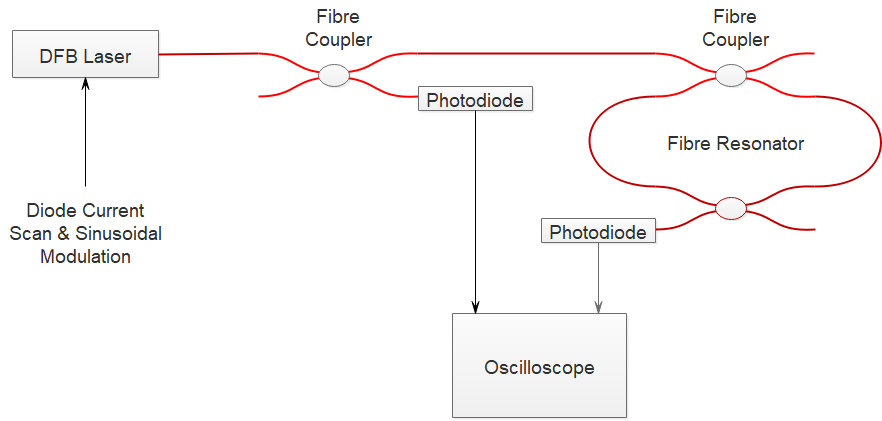 Fibre
Coupler
Fibre
Coupler
DFB Laser
Photodiode
Fibre Resonator
Diode Current
Scan & Sinusoidal
Modulation
Photodiode
Oscilloscope